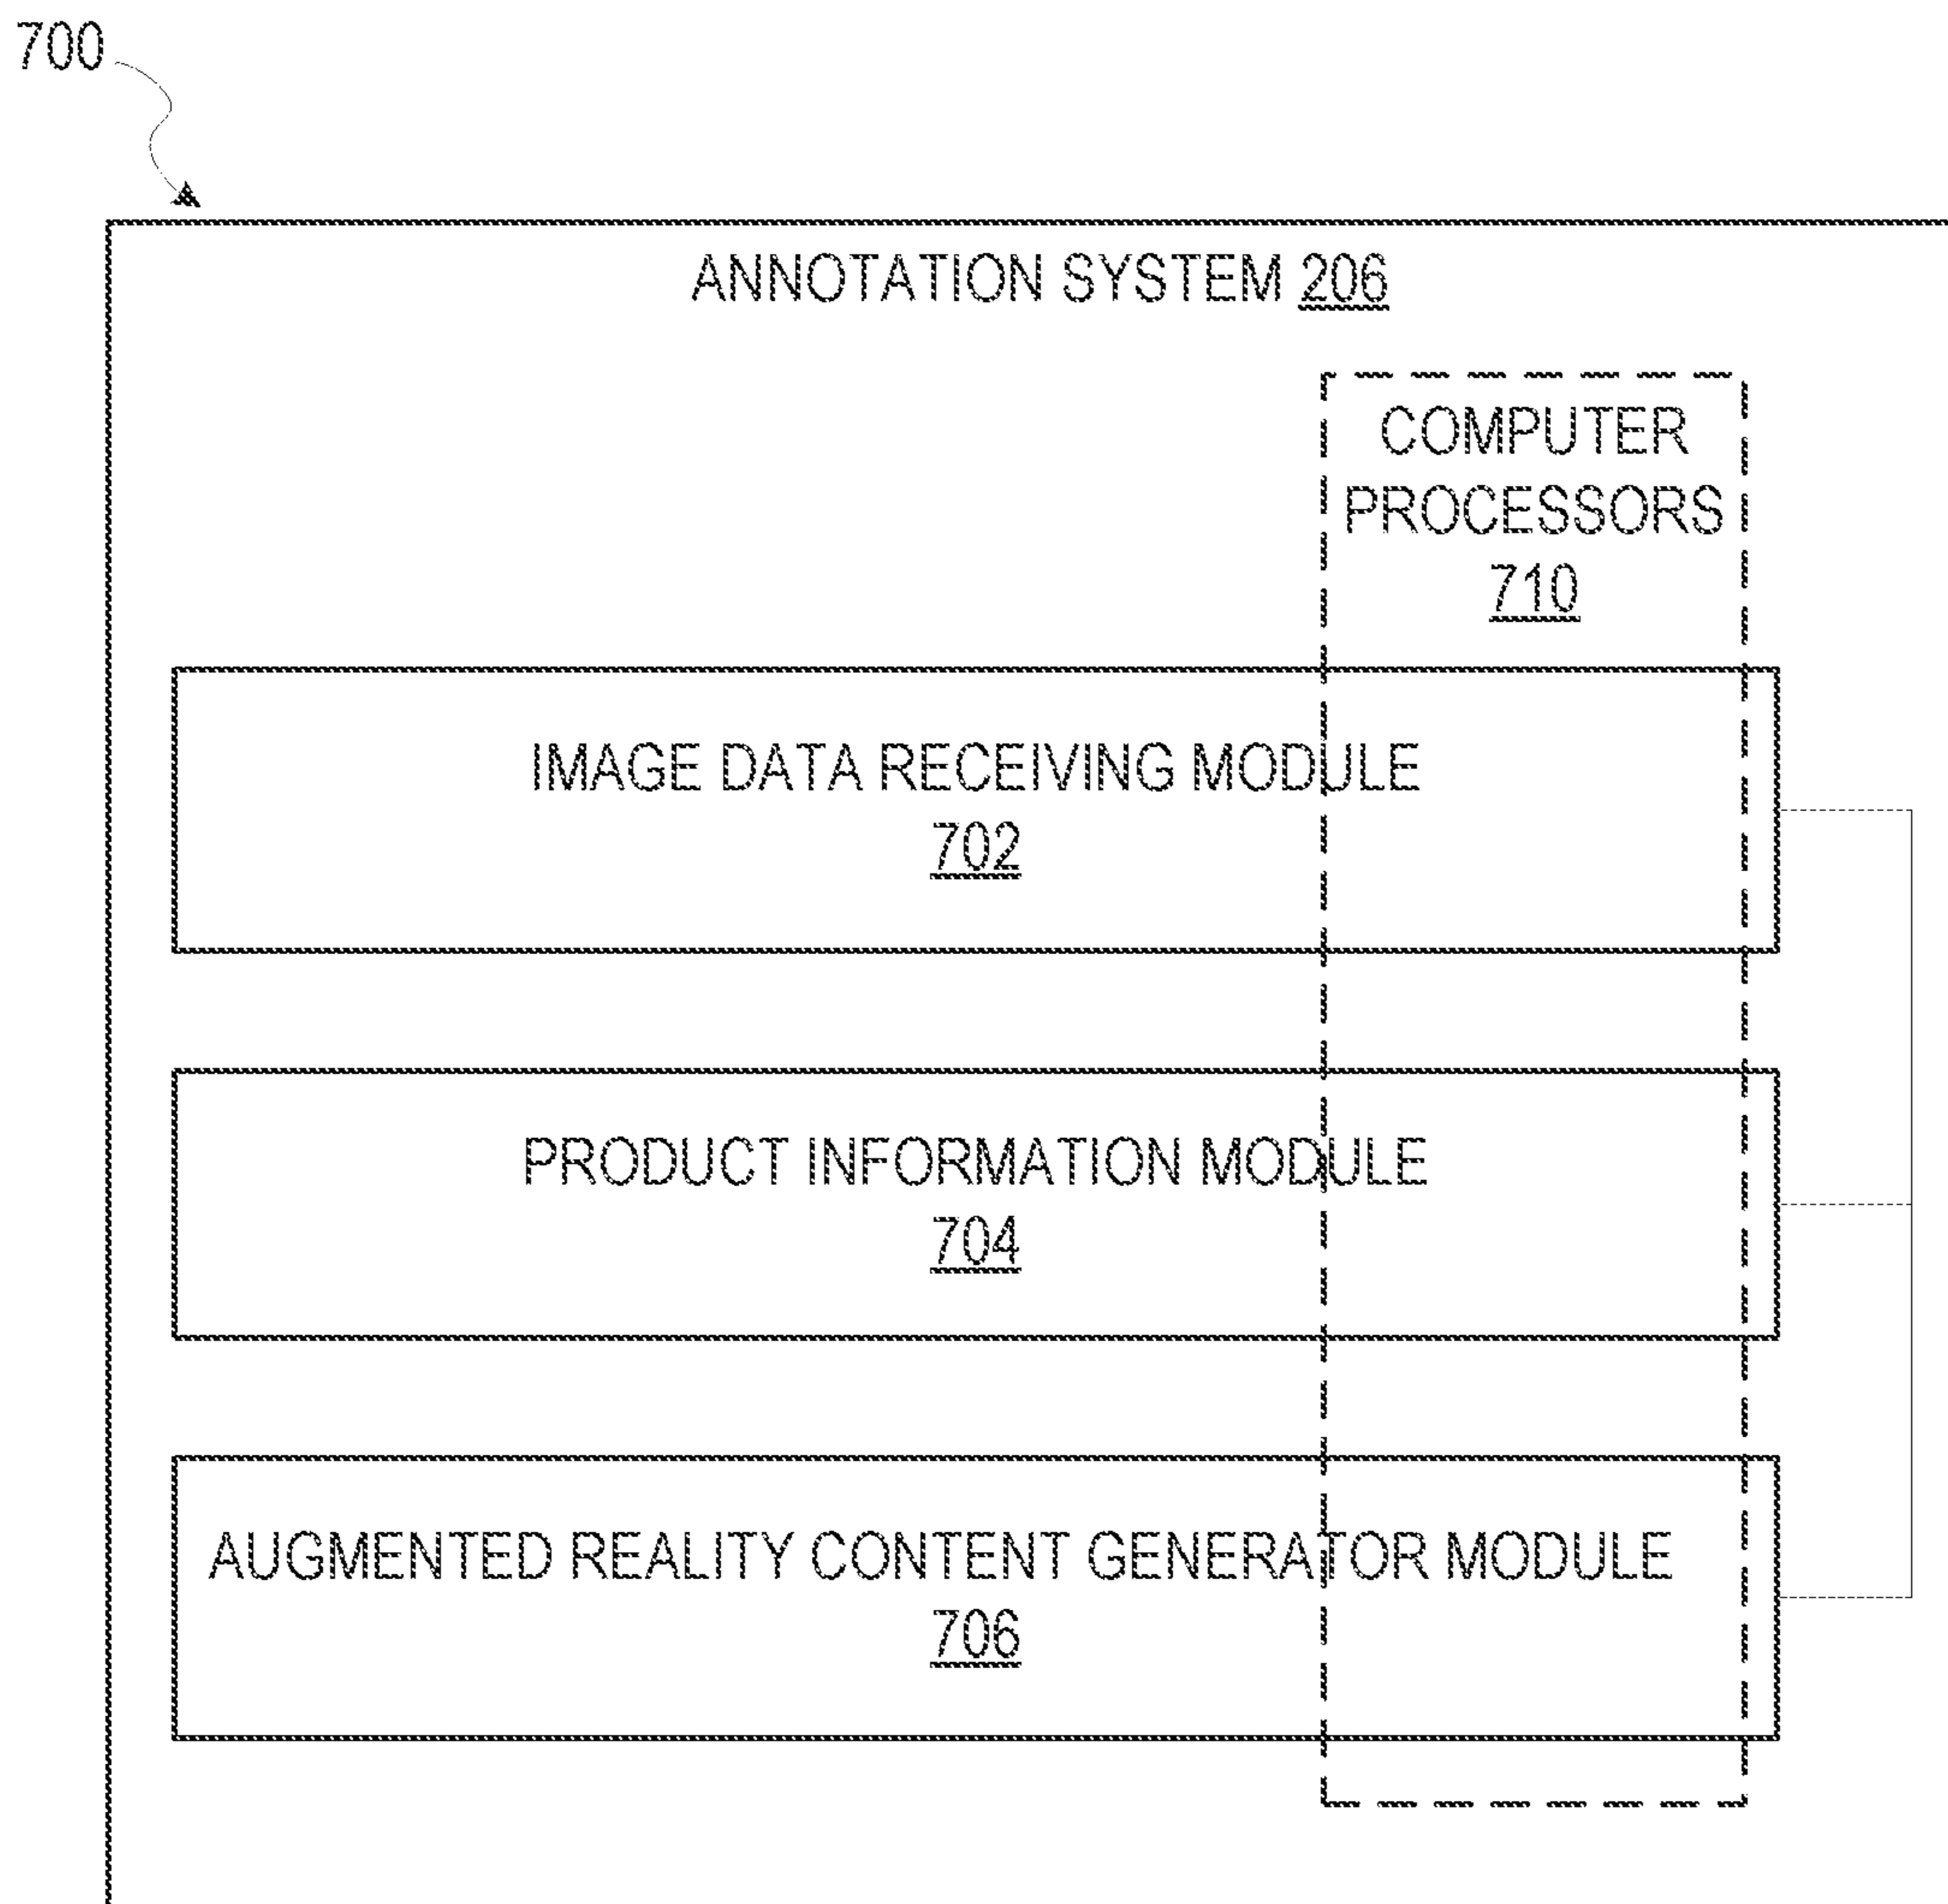 700
ANNOTATION SYSTEM 206
COMPUTER
PROCESSORS
710
IMAGE DATA RECEIVING MODULE
702
PRODUCT INFORMATION MODULE
704
AUGMENTED REALITY CONTENT GENERATOR MODULE
706